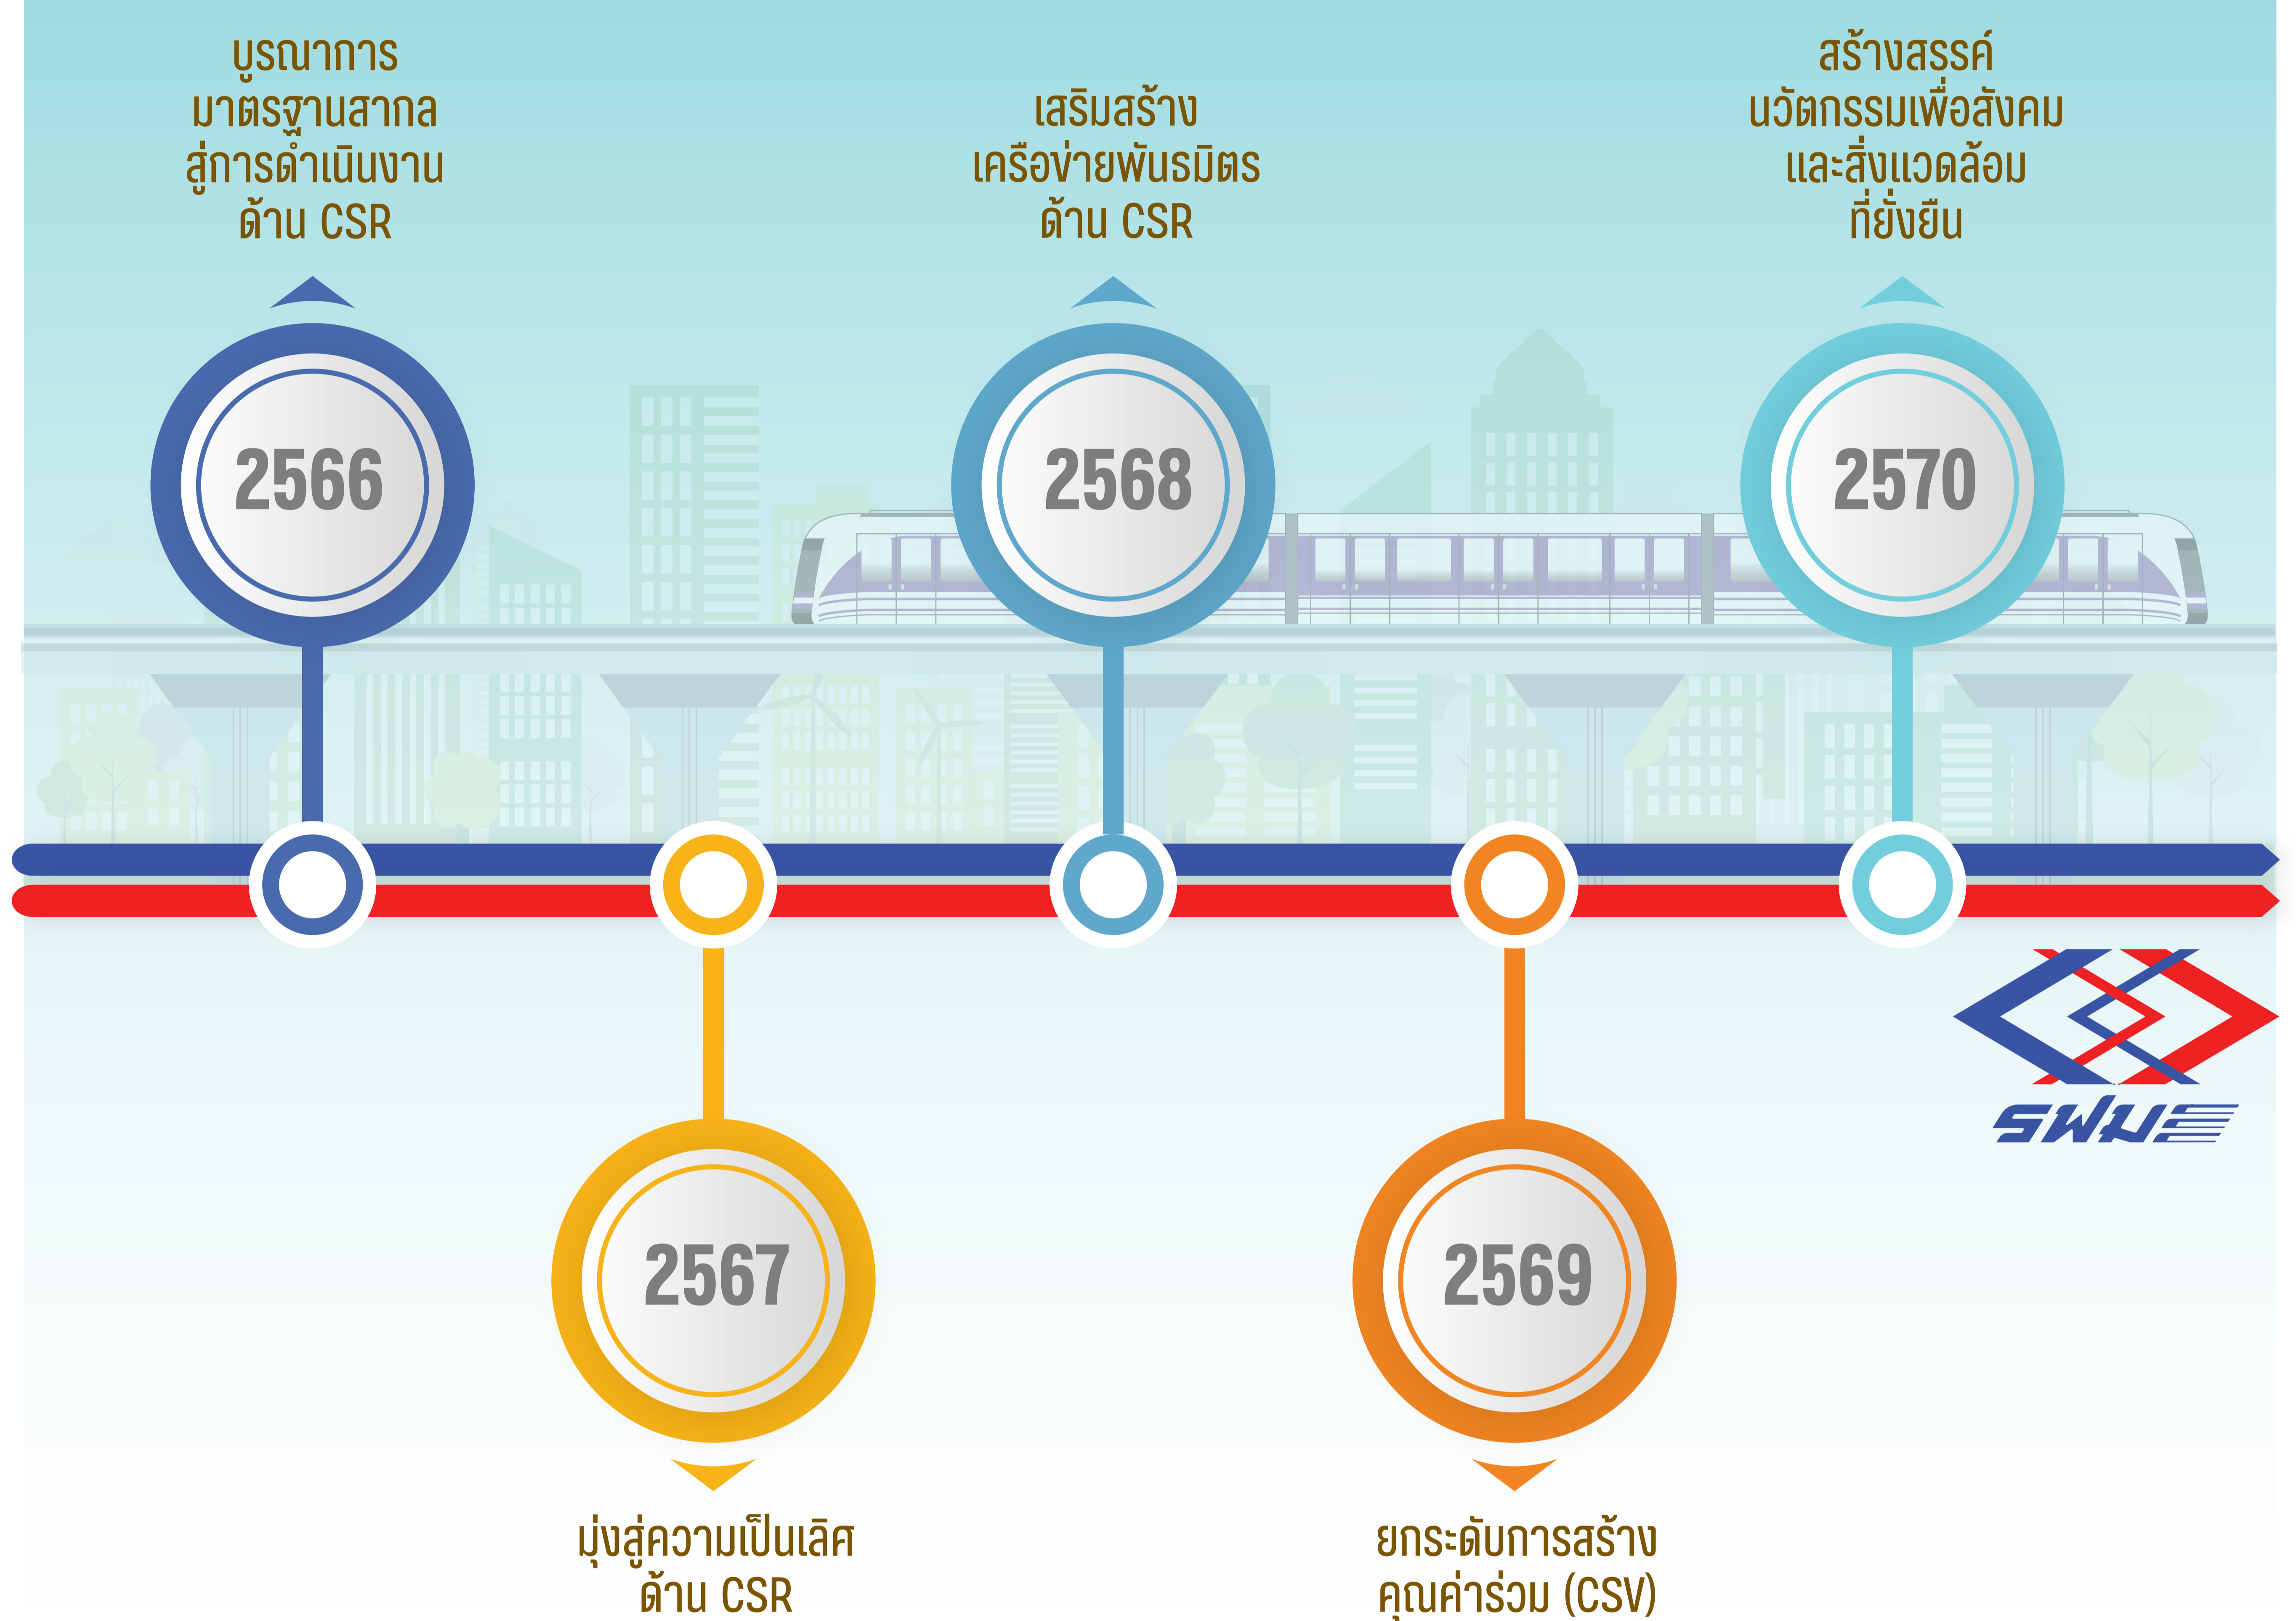 บูรณาการ
มาตรฐานสากล
สู่การดำเนินงาน
ด้าน CSR
2566
มุ่งสู่ความเป็นเลิศ
ด้าน CSR
2567
เสริมสร้าง
เครือข่ายพันธมิตร
ด้าน CSR
2568
ยกระดับการสร้าง
คุณค่าร่วม (CSV)
2569
สร้างสรรค์
นวัตกรรมเพื่อสังคม
และสิ่งแวดล้อม
ที่ยั่งยืน
2570
รฟม